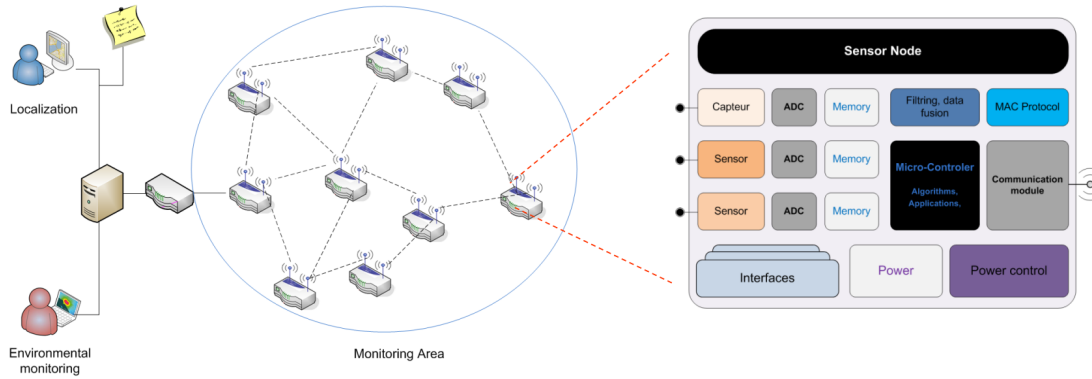 Localization
Environmental
monitoring
Monitoring Area
Sensor Node
Capteur
ADC
Memory
Filtring, data
fusion
MAC Protocol
Sensor
ADC
Memory
Micro-Controler
Algorithms,
Applications,
Communication
module
Sensor
ADC
Memory
Interfaces
Power
Power control